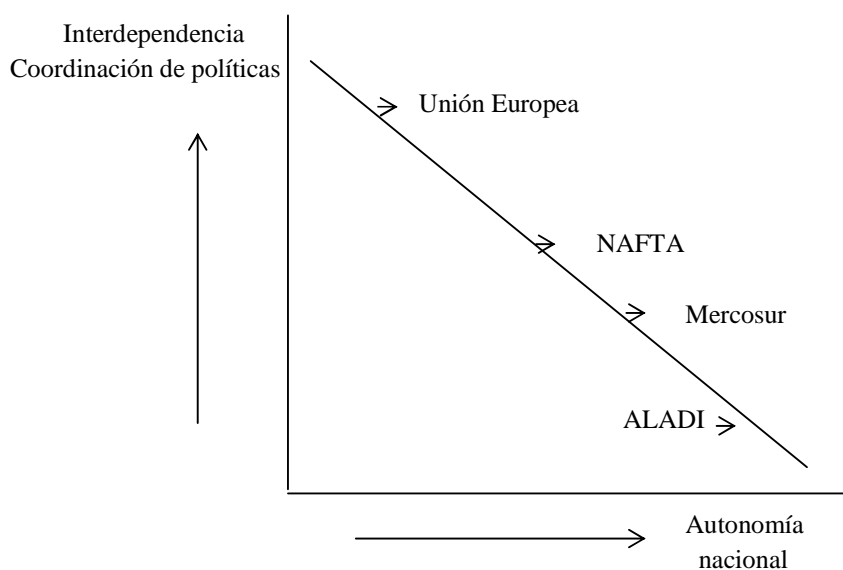 Interdependencia
Coordinación de políticas
Unión Europea
NAFTA
Mercosur
ALADI
Autonomía
nacional